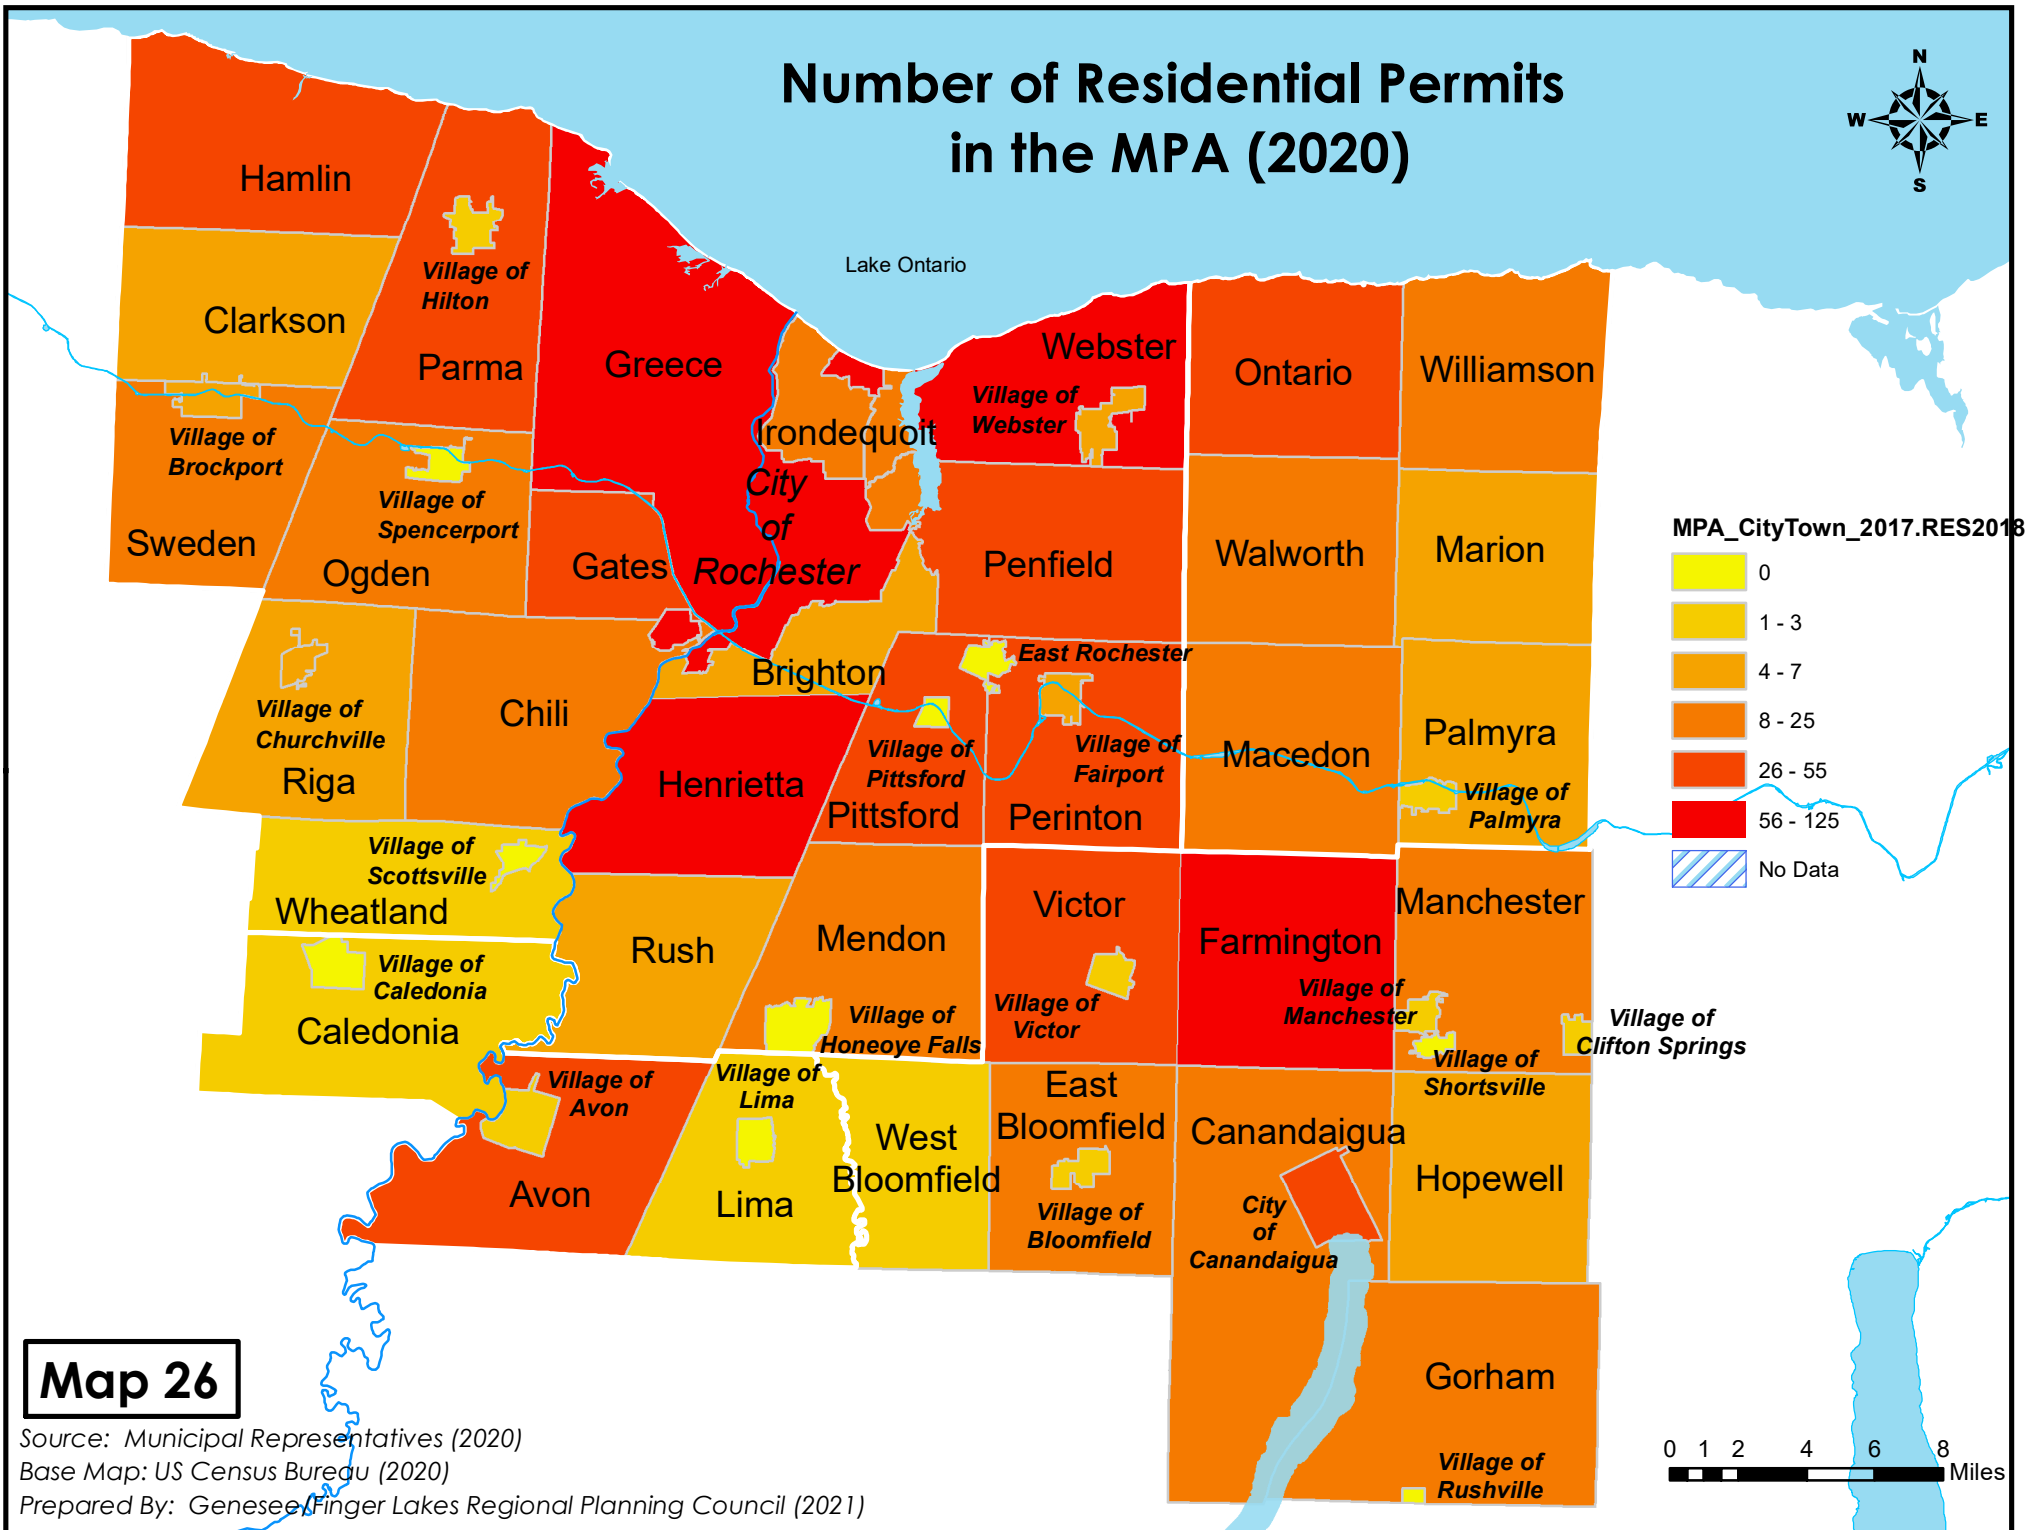 Number of Residential Permits
in the MPA (2020)
N
W
E
S
Lake Ontario
Hamlin
Village of
Hilton
Clarkson
Parma
Greece
Webster
Village of
Webster
Ontario
Williamson
Irondequoit
Village of
Brockport
City
of
Rochester
Village of
Spencerport
Sweden
Ogden
Gates
Penfield
Walworth
Marion
MPA_CityTown_2017.RES2018
0
1 - 3
4 - 7
8 - 25
26 - 55
56 - 125
No Data
East Rochester
Brighton
Village of
Churchville
Riga
Chili
Henrietta
Village of
Pittsford
Pittsford
Village of
Fairport
Perinton
Macedon
Palmyra
Village of
Palmyra
Village of
Scottsville
Wheatland
Village of
Caledonia
Caledonia
Rush
Mendon
Village of
Honeoye Falls
Victor
Village of
Victor
Farmington
Manchester
Village of
Manchester
Village of
Clifton Springs
Village of
Shortsville
Village of
Avon
Avon
Village of
Lima
Lima
West
Bloomfield
East
Bloomfield
Village of
Bloomfield
Canandaigua
City
of
Canandaigua
Hopewell
Gorham
Village of
Rushville
Map 26
Source: Municipal Representatives (2020)
Base Map: US Census Bureau (2020)
Prepared By: Genesee/Finger Lakes Regional Planning Council (2021)
0 1 2 4 6 8
Miles